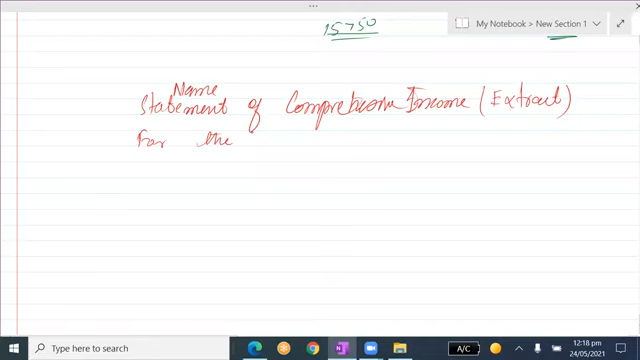 15750
My Notebook > New Section 1
Name
Statement of Comprehensive Income (Extract)
For the
Type here to search
A/C
12:18 pm
24/05/2021